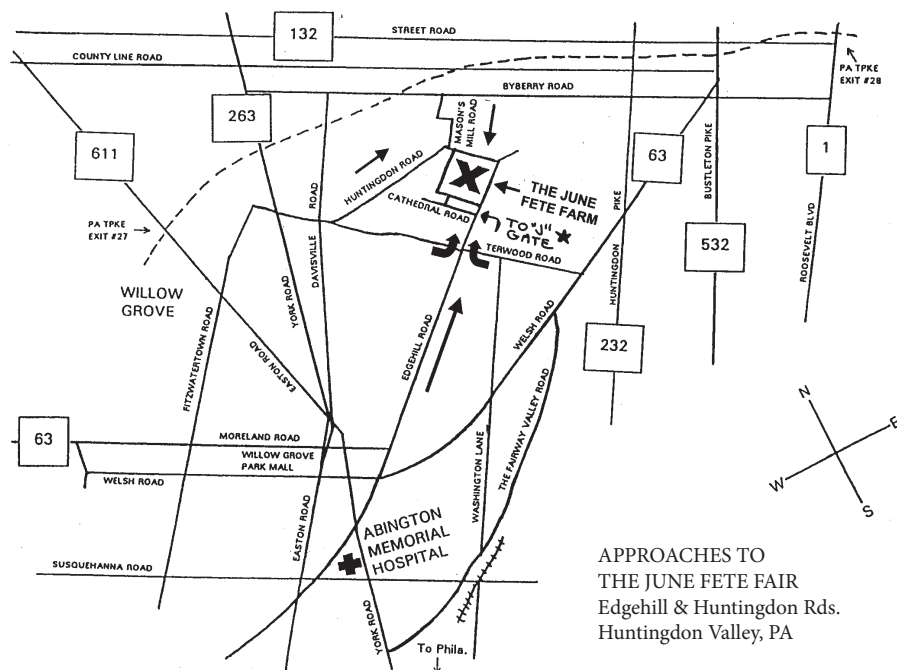 132
STREET ROAD
COUNTY LINE ROAD
PA TPKE
EXIT #28
BYBERRY ROAD
263
611
MASON'S
MILL ROAD
63
1
BUSTLETON PIKE
HUNTINGDON ROAD
ROAD
THE JUNE
FETE FARM
CATHEDRAL ROAD
PIKE
TO "J"
GATE
PA TPKE
EXIT #27
TERWOOD ROAD
532
ROOSEVELT BLVD
DAVISVILLE
HUNTINGDON
WILLOW
GROVE
YORK ROAD
FITZWATERTOWN ROAD
EASTON ROAD
EDGEHILL ROAD
WELSH ROAD
232
THE FAIRWAY VALLEY ROAD
N
E
W
S
63
MORELAND ROAD
WILLOW GROVE
PARK MALL
WELSH ROAD
WASHINGTON LANE
EASTON ROAD
ABINGTON
MEMORIAL
HOSPITAL
SUSQUEHANNA ROAD
YORK ROAD
To Phila.
APPROACHES TO
THE JUNE FETE FAIR
Edgehill & Huntingdon Rds.
Huntingdon Valley, PA